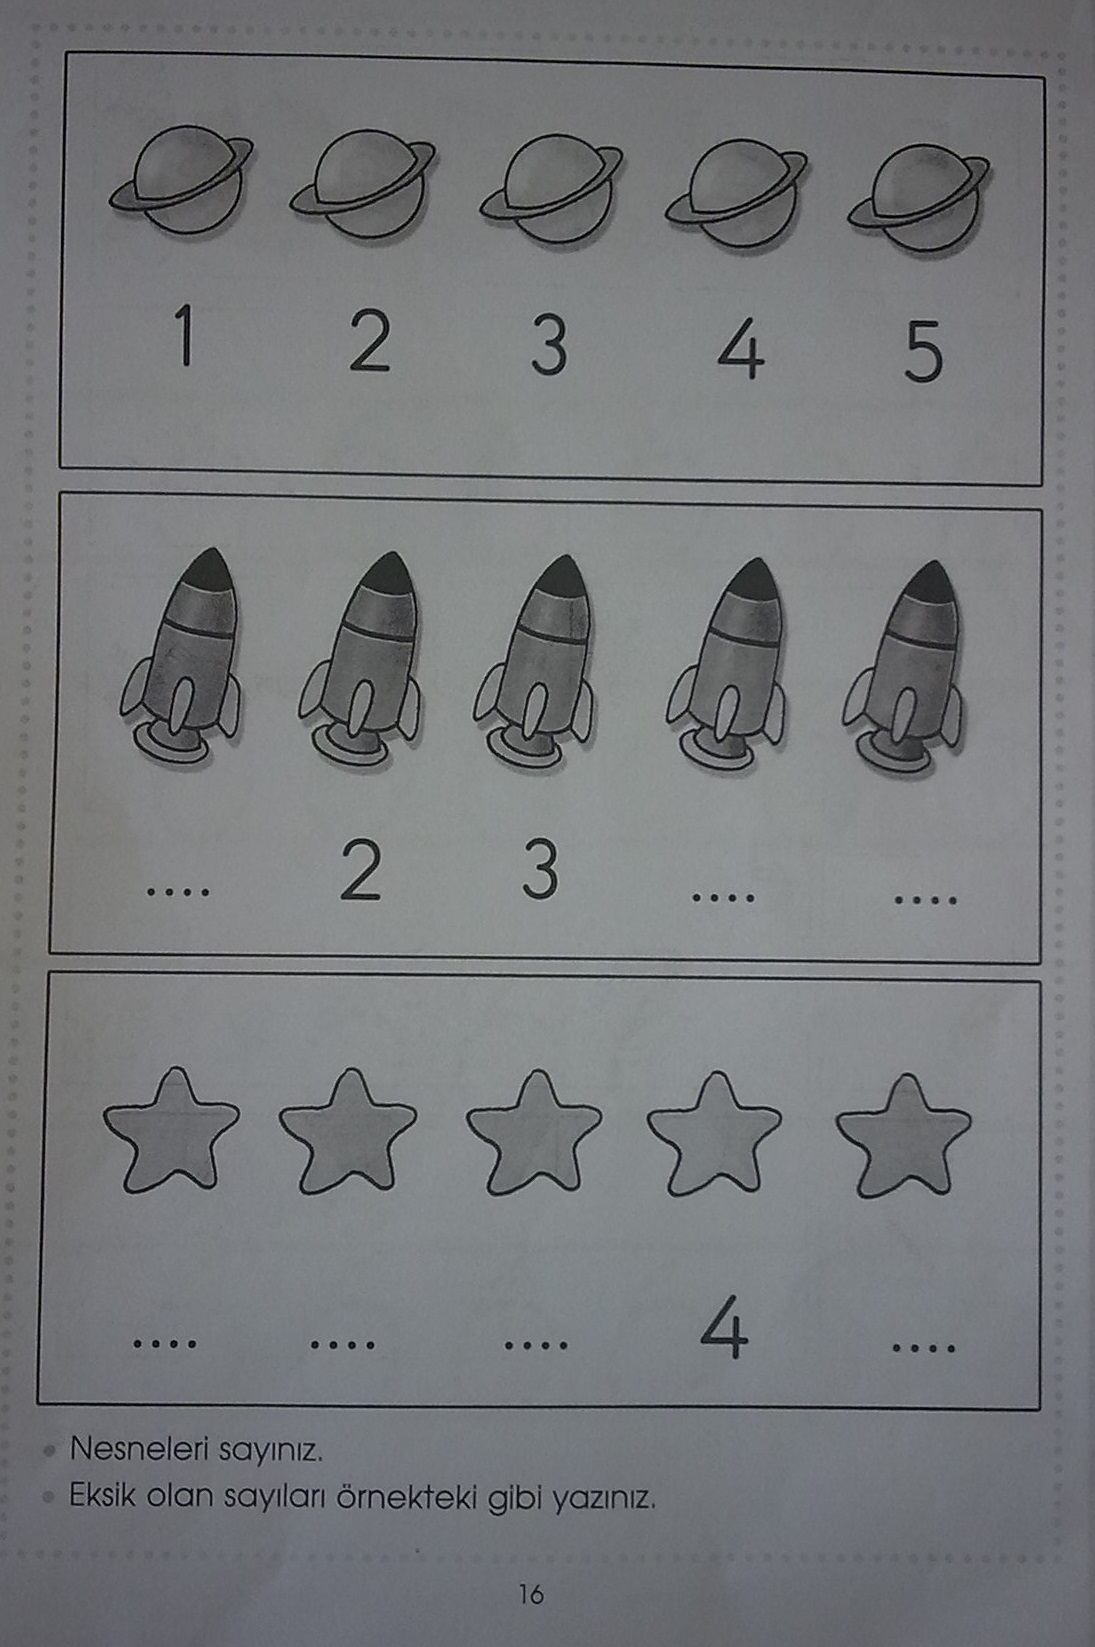 1 2 3 4 5
.... 2 3 .... ....
.... .... .... 4 ....
Nesneleri sayınız.
Eksik olan sayıları örnekteki gibi yazınız.
16